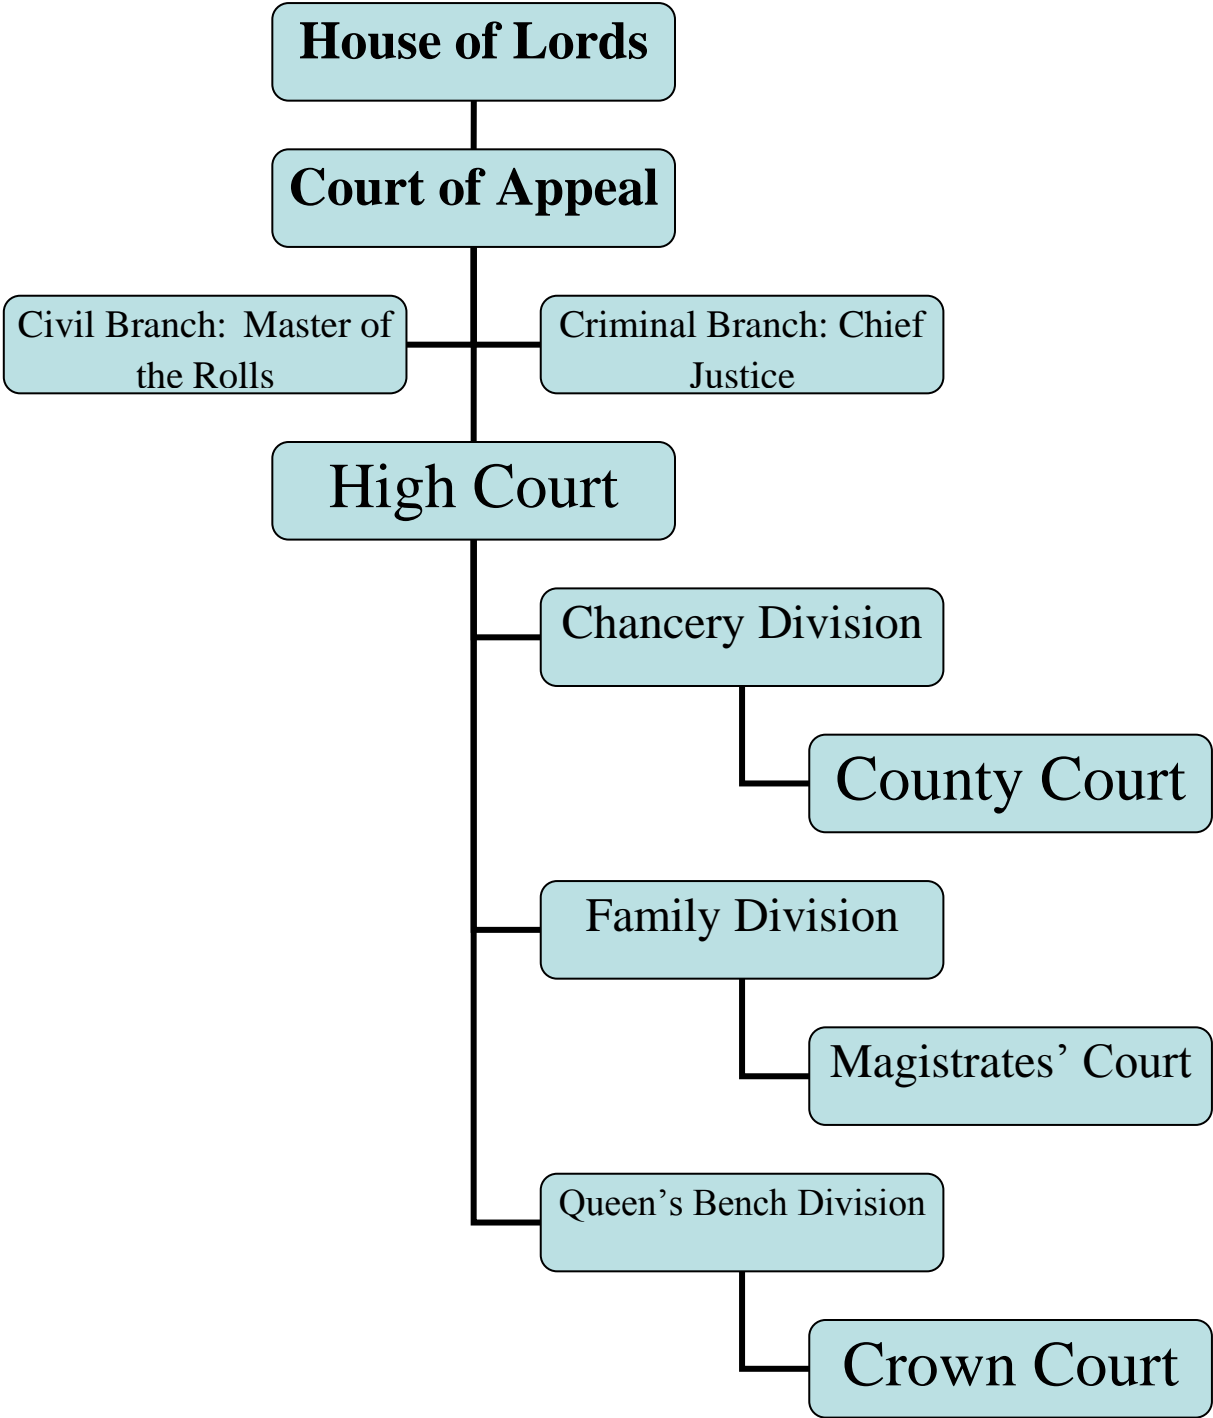 House of Lords
Court of Appeal
Civil Branch:  Master of
the Rolls
Criminal Branch: Chief
Justice
High Court
Chancery Division
County Court
Family Division
Magistrates’ Court
Queen’s Bench Division
Crown Court